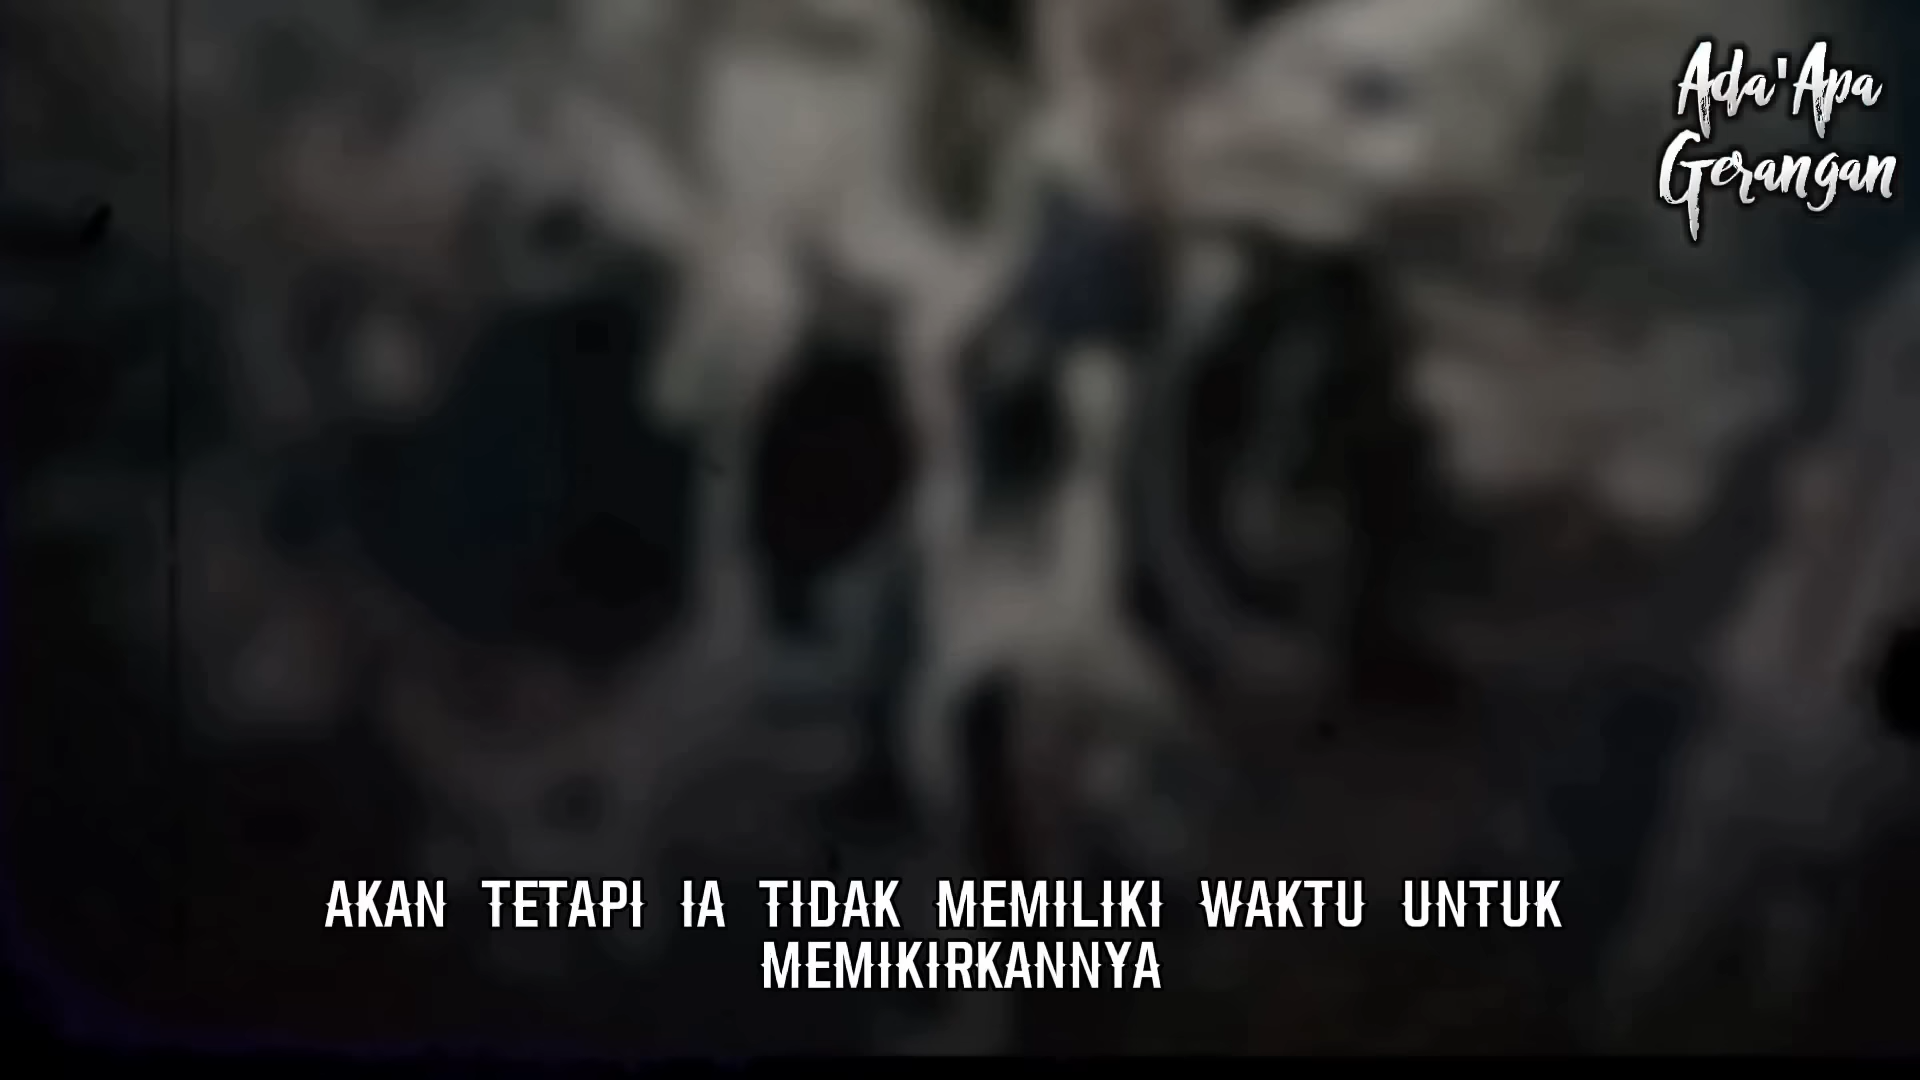 Ada'Apa
Gerangan
AKAN TETAPI IA TIDAK MEMILIKI WAKTU UNTUK
MEMIKIRKANNYA